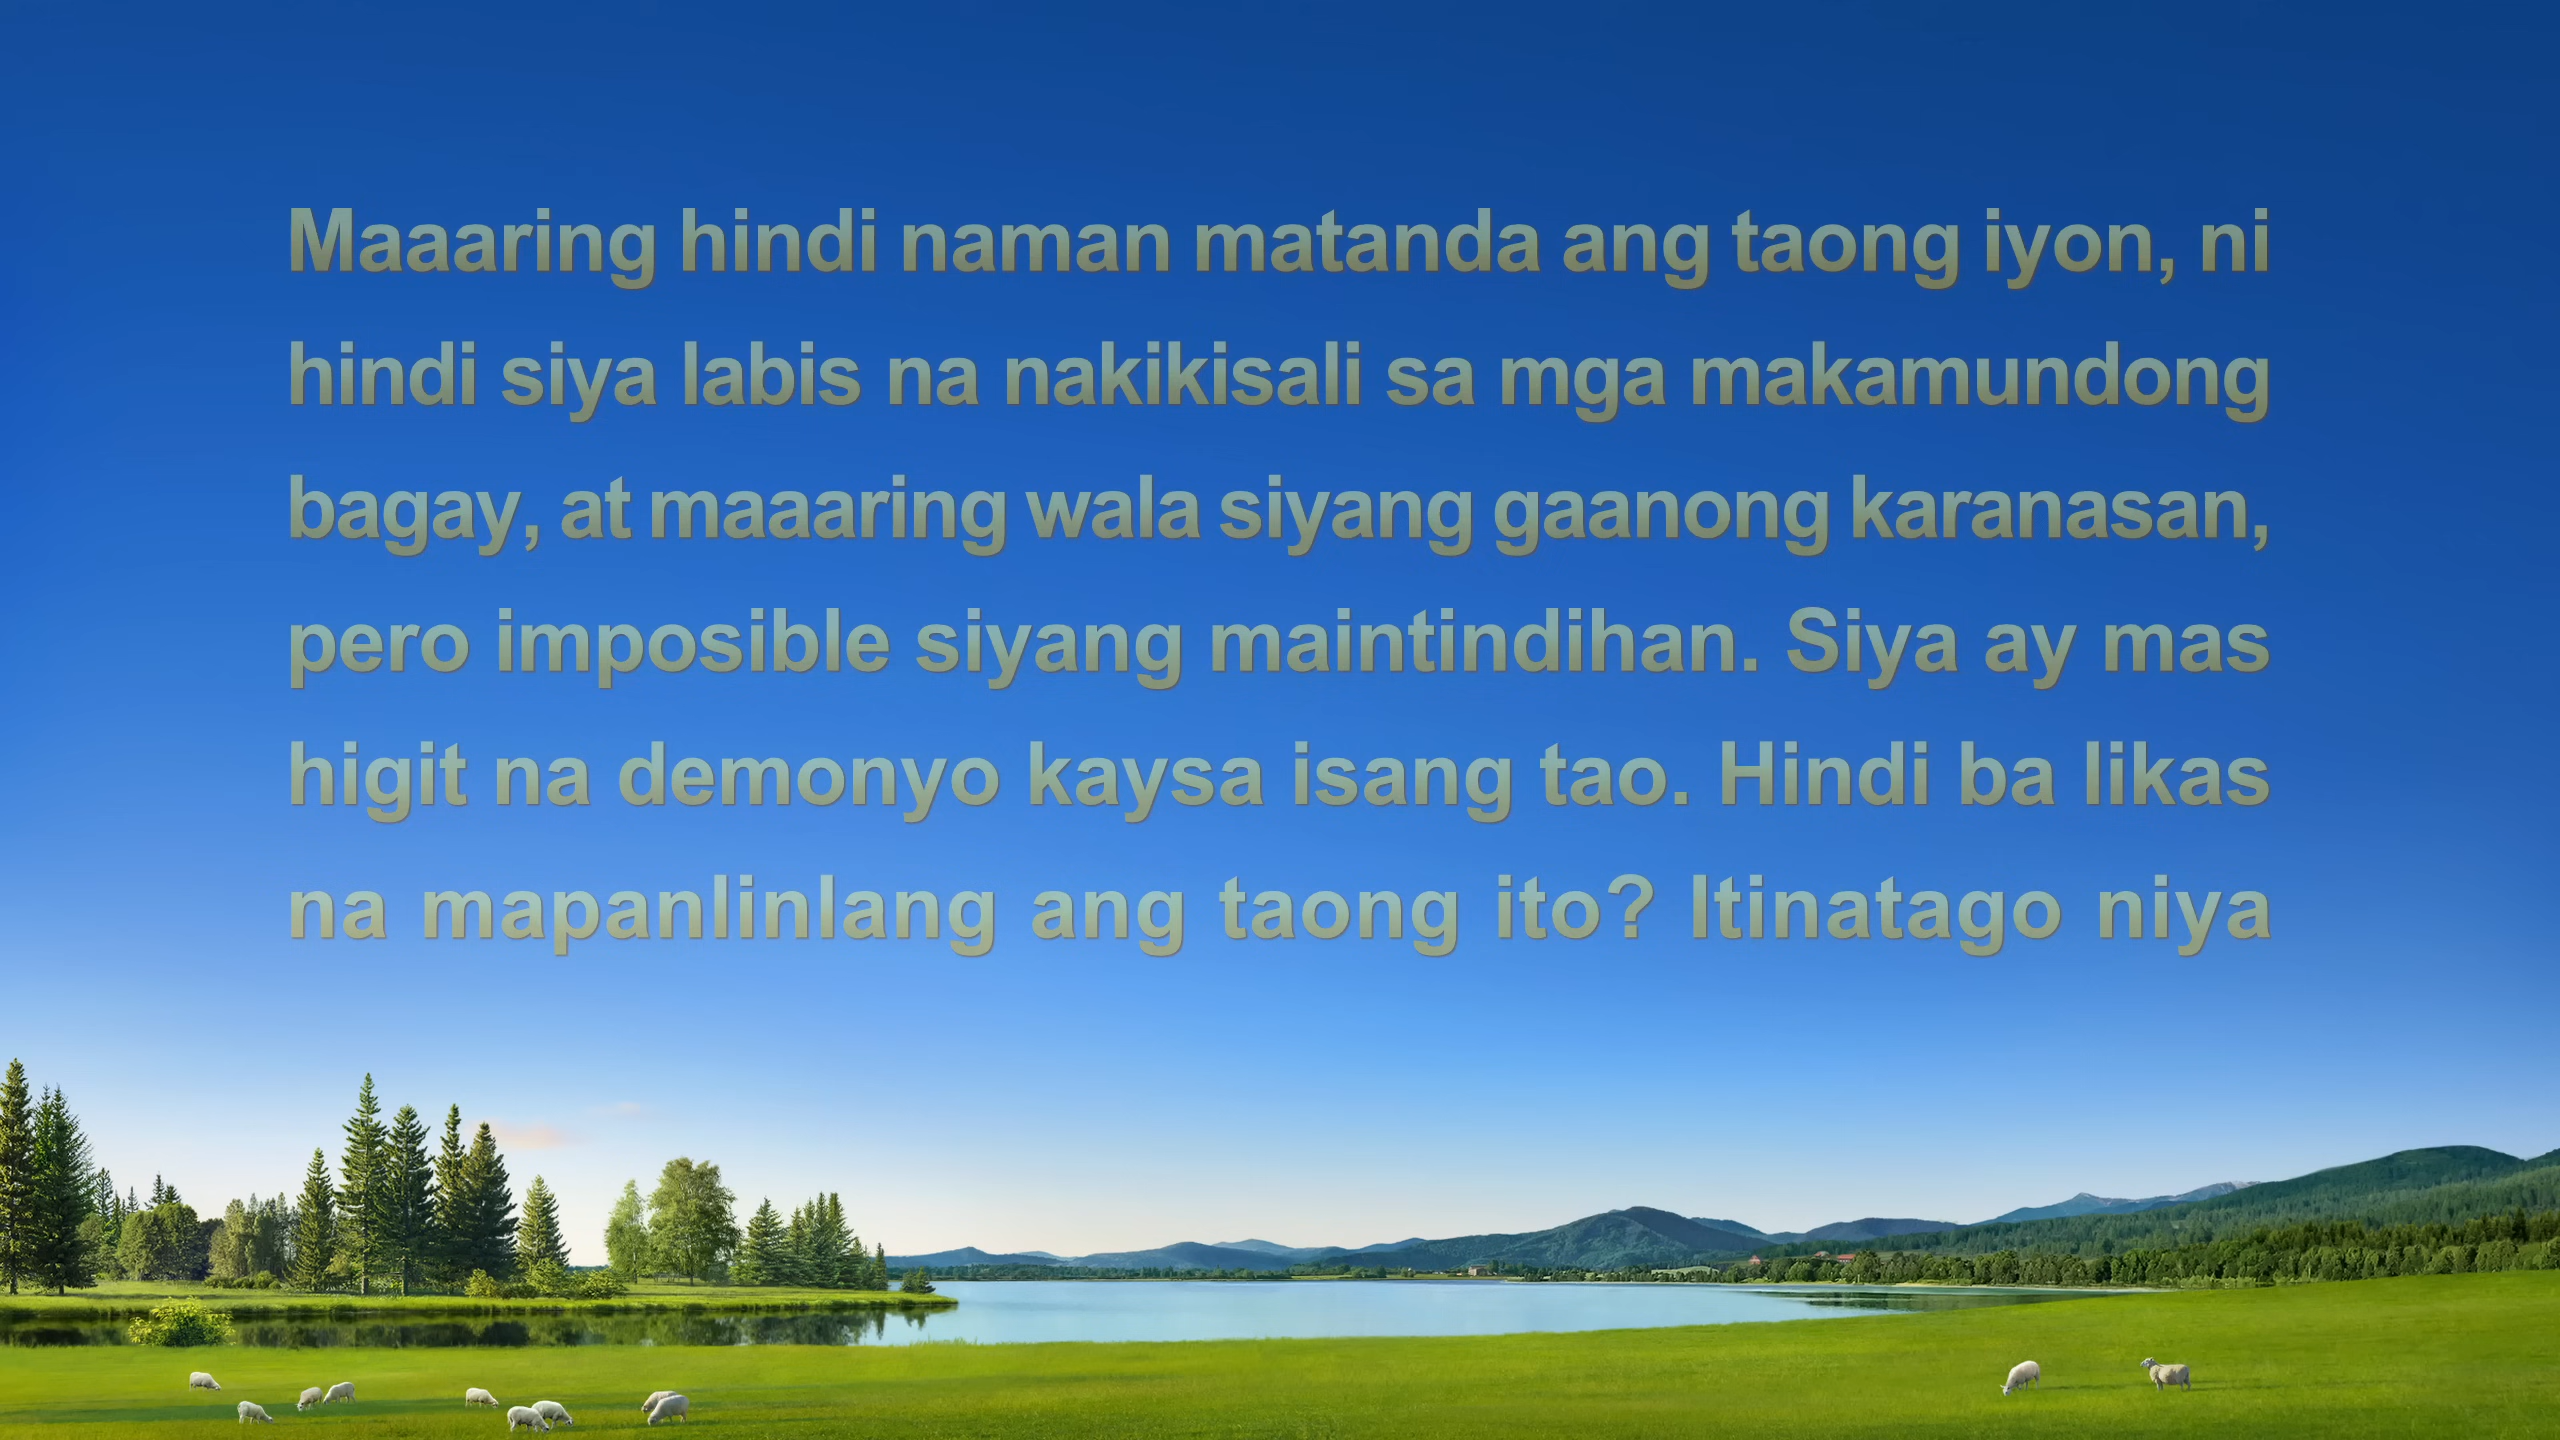 Maaaring hindi naman matanda ang taong iyon, ni
hindi siya labis na nakikisali sa mga makamundong
bagay, at maaaring wala siyang gaanong karanasan,
pero imposible siyang maintindihan. Siya ay mas
higit na demonyo kaysa isang tao. Hindi ba likas
na mapanlinlang ang taong ito? Itinatago niya